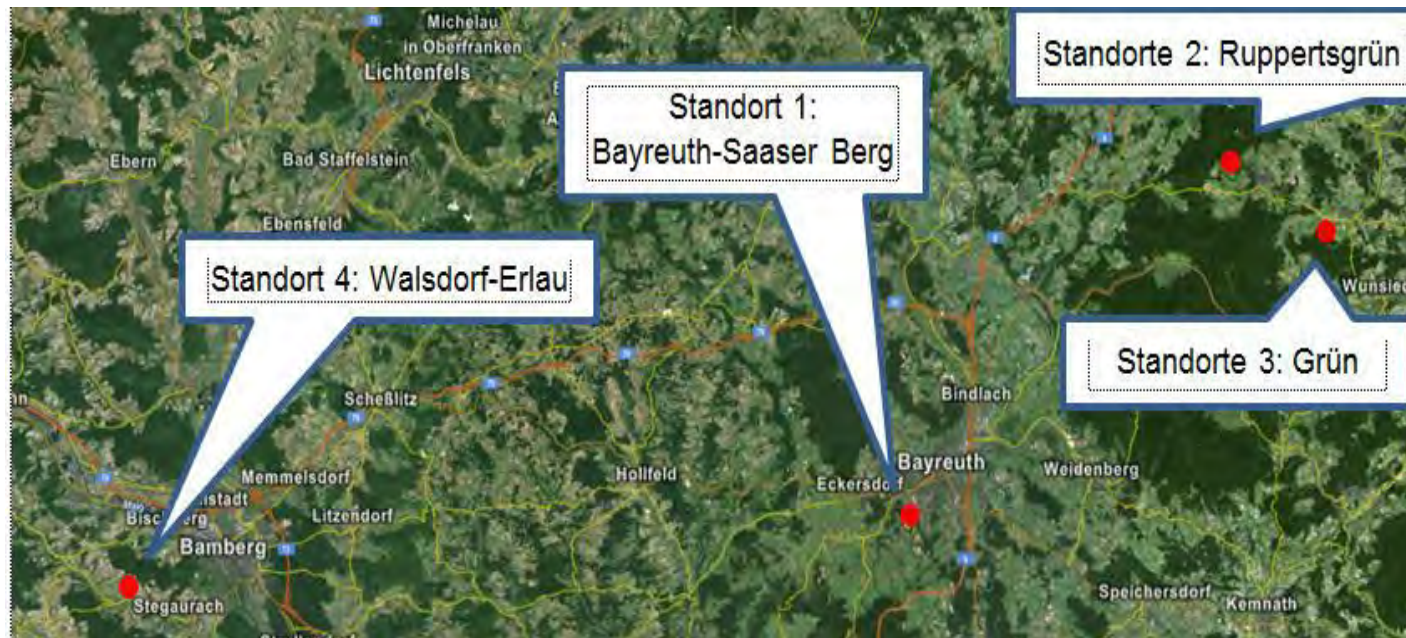 Michelau
in Oberfranken
Lichtenfels
Standorte 2: Ruppertsgrün
Standort 1:
Bayreuth-Saaser Berg
Ebern
Bad Staffelstein
Ebensfeld
Standort 4: Walsdorf-Erlau
Standorte 3: Grün
Scheßlitz
Bindlach
Memmelsdorf
Hollfeld
Eckersdorf
Bayreuth
Weidenberg
Litzendorf
Bamberg
Stegaurach
Speichersdorf
Kemnath